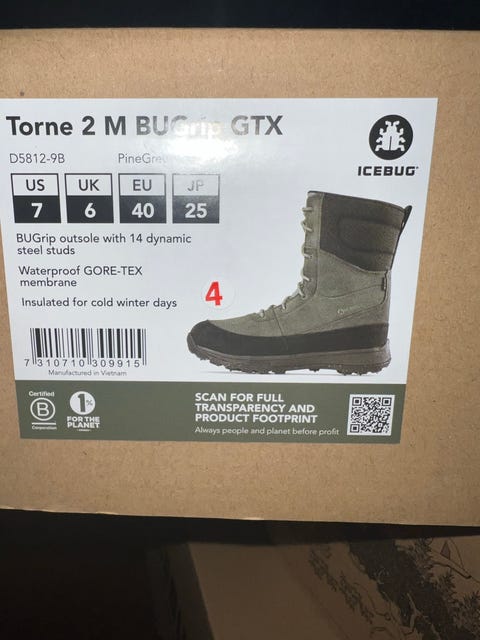 Torne 2 M BUGrip GTX
D5812-9B
ICEBUG
US UK EU JP
7 6 40 25
BUGrip outsole with 14 dynamic
steel studs
Waterproof GORE-TEX
membrane
Insulated for cold winter days
4
7 310710 309915
Manufactured in Vietnam
Certified
B
Corporation
1%
FOR THE
PLANET
SCAN FOR FULL
TRANSPARENCY AND
PRODUCT FOOTPRINT
Always people and planet before profit